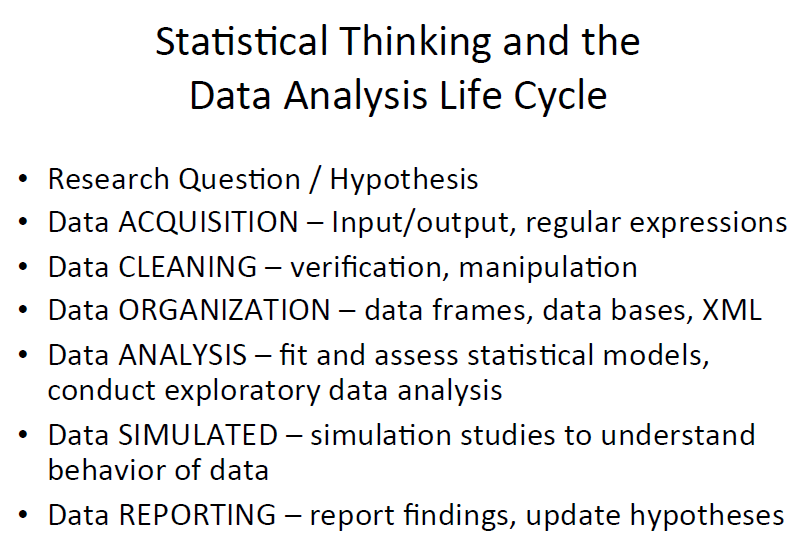 Statistical Thinking and the
Data Analysis Life Cycle
• Research Question / Hypothesis
• Data ACQUISITION – Input/output, regular expressions
• Data CLEANING – verification, manipulation
• Data ORGANIZATION – data frames, data bases, XML
• Data ANALYSIS – fit and assess statistical models,
conduct exploratory data analysis
• Data SIMULATED – simulation studies to understand
behavior of data
• Data REPORTING – report findings, update hypotheses